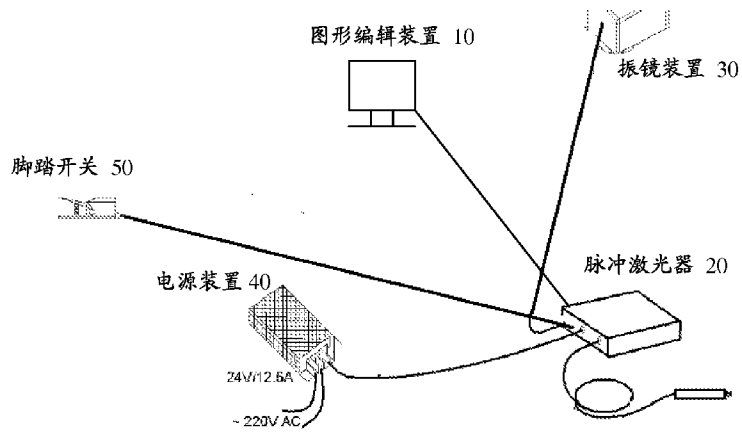 图形编辑装置 10
振镜装置 30
脚踏开关 50
脉冲激光器 20
电源装置 40
24V/12.5A
~ 220V AC